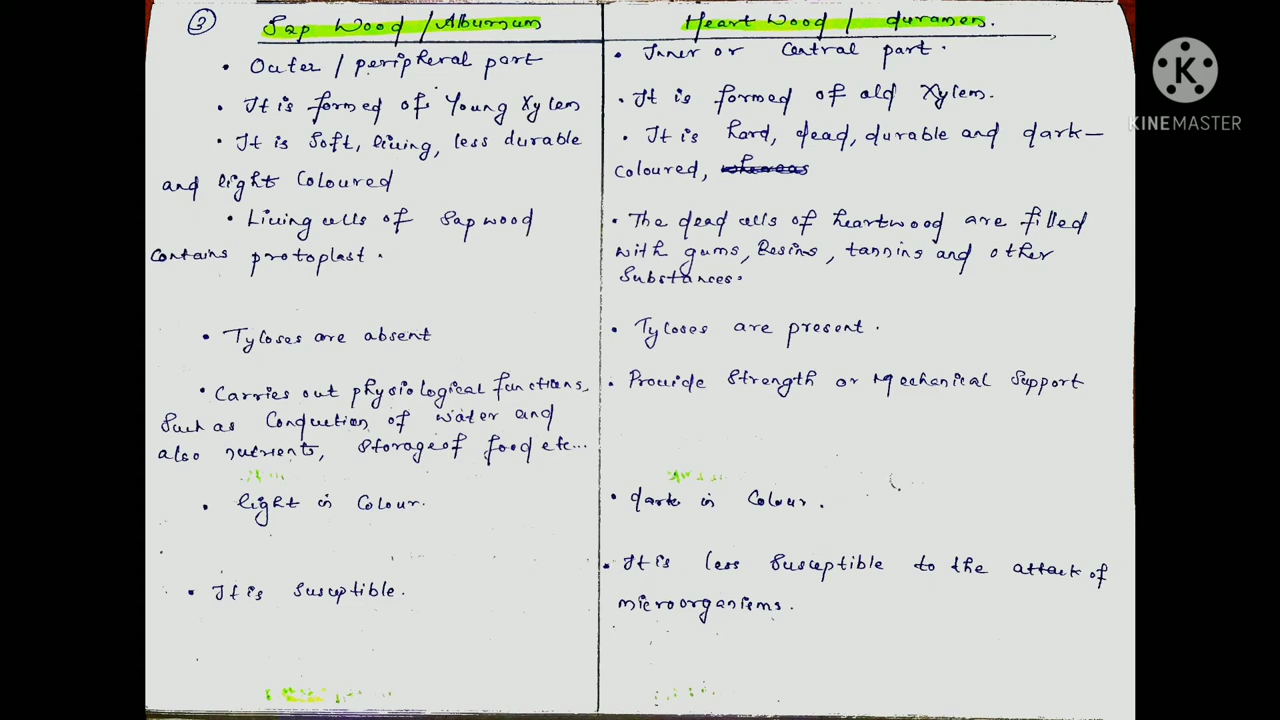 3
Sap Wood / Alburnum
Outer / peripheral part
It is formed of Young Xylem
It is Soft, living, less durable
and light Coloured
Living cells of Sap wood
Contains protoplast.
Tyloses are absent
Carries out physiological functions,
Such as Conduction of water and
also nutrients, Storage of food etc...
light in Colour.
It is Susceptible.
Heart Wood / duramen.
Inner or Central part.
It is formed of old Xylem.
It is hard, dead, durable and dark-
Coloured, whereas
The dead cells of heartwood are filled
with gums, Resins, tannins and other
Substances.
Tyloses are present.
Provide Strength or Mechanical Support
dark in Colour.
It is less Susceptible to the attack of
microorganisms.
K
KINEMASTER